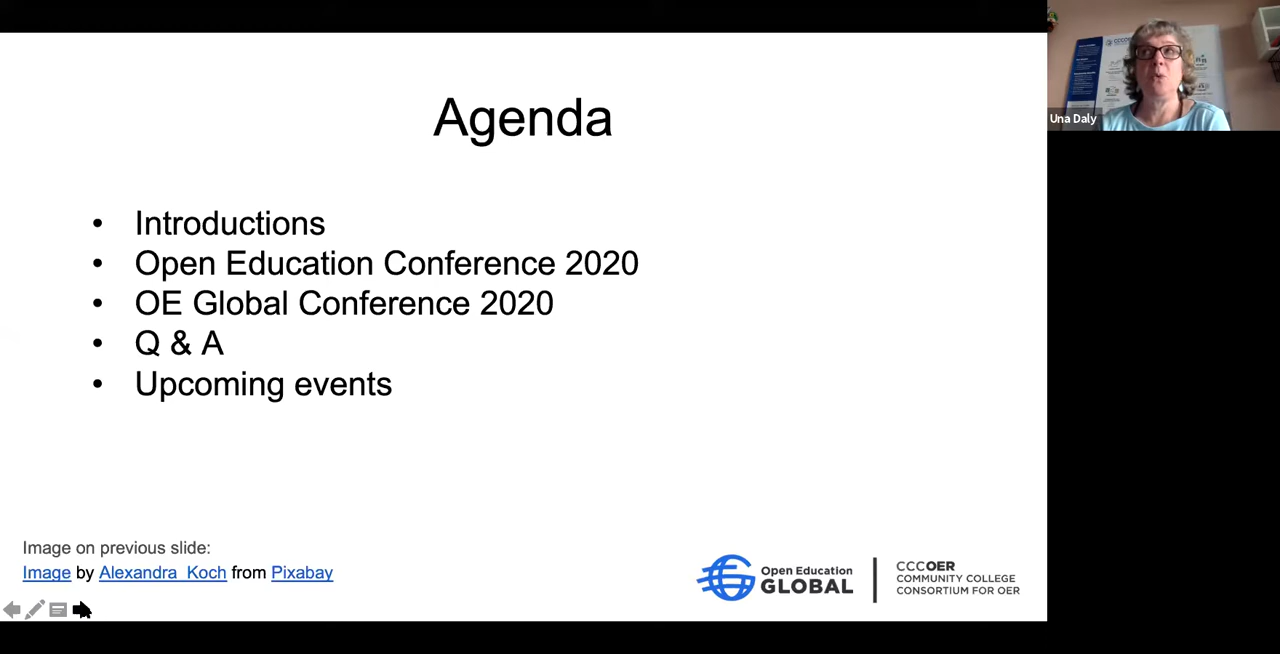 Agenda
• Introductions
• Open Education Conference 2020
• OE Global Conference 2020
• Q & A
• Upcoming events
Image on previous slide:
Image by Alexandra_Koch from Pixabay
Open Education
GLOBAL
CCCOER
COMMUNITY COLLEGE
CONSORTIUM FOR OER
Una Daly